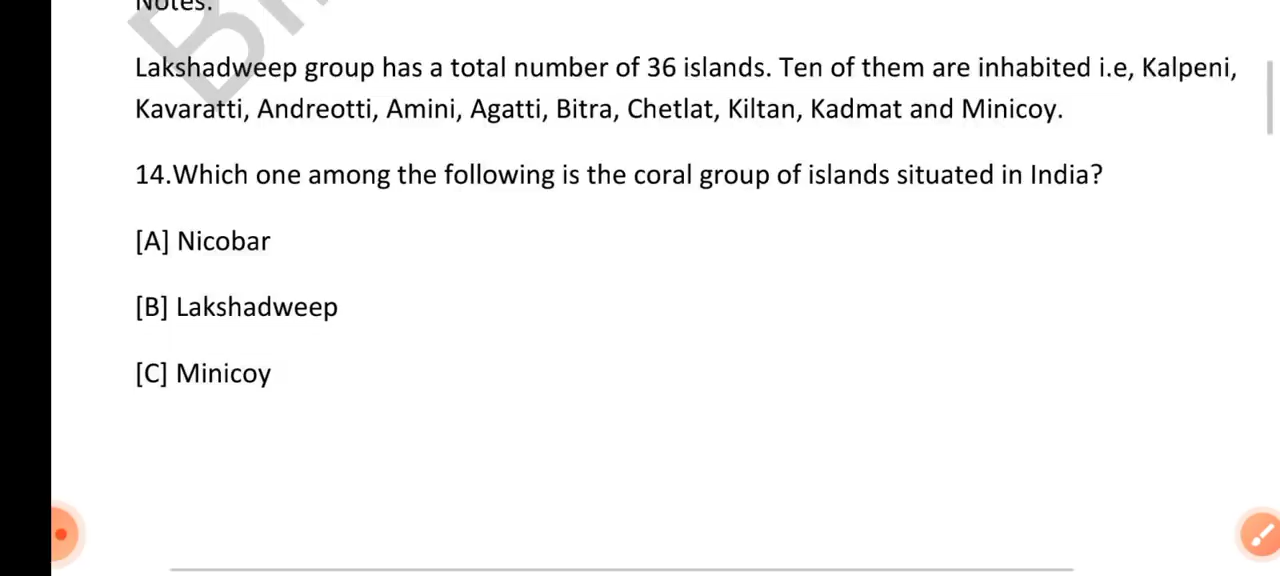 Notes:
Lakshadweep group has a total number of 36 islands. Ten of them are inhabited i.e, Kalpeni,
Kavaratti, Andreotti, Amini, Agatti, Bitra, Chetlat, Kiltan, Kadmat and Minicoy.
14.Which one among the following is the coral group of islands situated in India?
[A] Nicobar
[B] Lakshadweep
[C] Minicoy